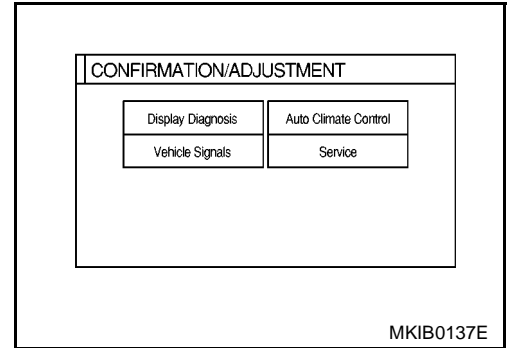 CONFIRMATION/ADJUSTMENT
Display Diagnosis Auto Climate Control
Vehicle Signals Service
MKIB0137E